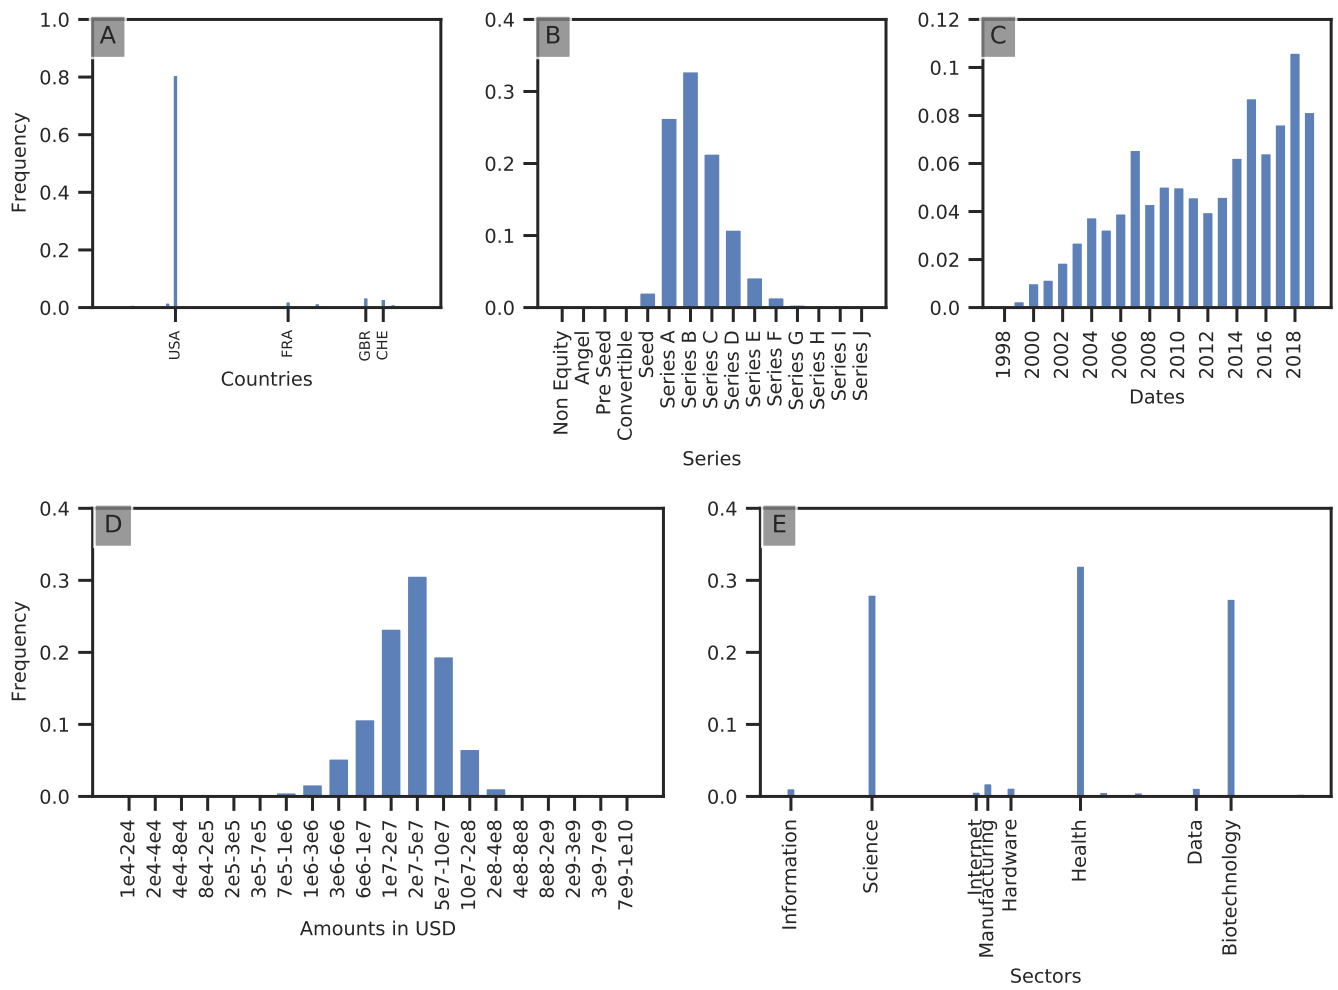 A
1.0
0.8
0.6
0.4
0.2
0.0
Frequency
USA
FRA
GBR
CHE
Countries
B
0.4
0.3
0.2
0.1
0.0
Non Equity
Angel
Pre Seed
Convertible
Seed
Series A
Series B
Series C
Series D
Series E
Series F
Series G
Series H
Series I
Series J
Series
C
0.12
0.1
0.08
0.06
0.04
0.02
0.0
1998
2000
2002
2004
2006
2008
2010
2012
2014
2016
2018
Dates
D
0.4
0.3
0.2
0.1
0.0
Frequency
1e4-2e4
2e4-4e4
4e4-8e4
8e4-2e5
2e5-3e5
3e5-7e5
7e5-1e6
1e6-3e6
3e6-6e6
6e6-1e7
1e7-2e7
2e7-5e7
5e7-10e7
10e7-2e8
2e8-4e8
4e8-8e8
8e8-2e9
2e9-3e9
3e9-7e9
7e9-1e10
Amounts in USD
E
0.4
0.3
0.2
0.1
0.0
Information
Science
Internet
Manufacturing
Hardware
Health
Data
Biotechnology
Sectors